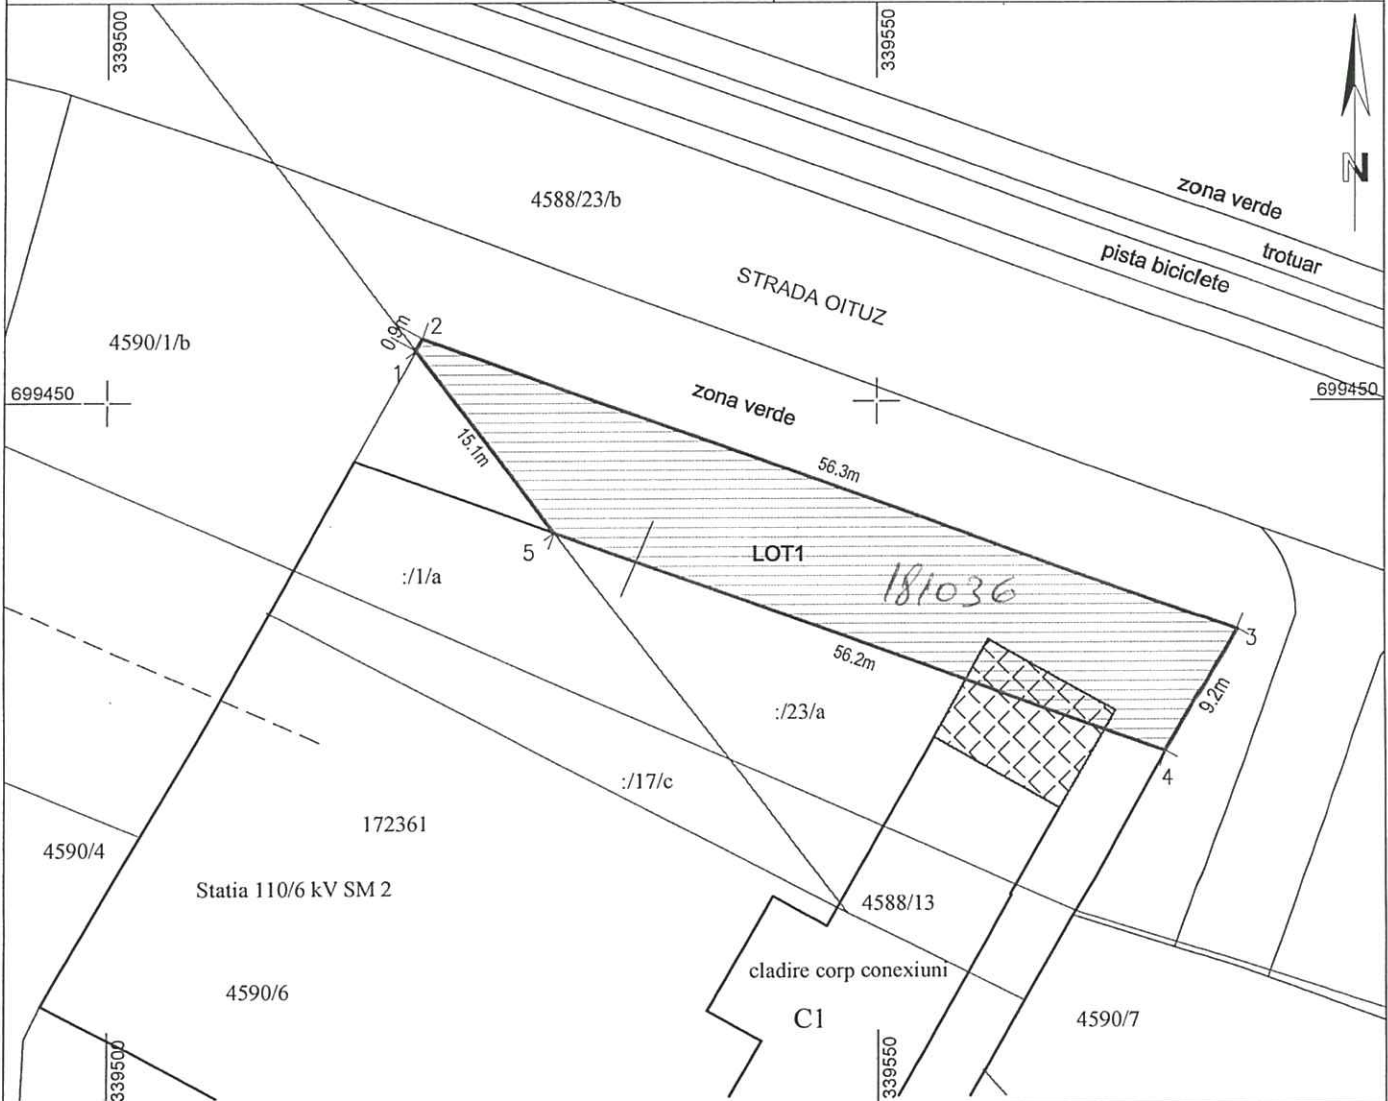 339500
339550
N
zona verde
4588/23/b
trotuar
pista biciclete
STRADA OITUZ
0.9m
2
4590/1/b
1
699450
699450
zona verde
15.1m
56.3m
5
LOT1
:/1/a
181036
3
56.2m
9.2m
:/23/a
4
:/17/c
172361
4590/4
Statia 110/6 kV SM 2
4588/13
cladire corp conexiuni
4590/6
C1
4590/7
339500
339550